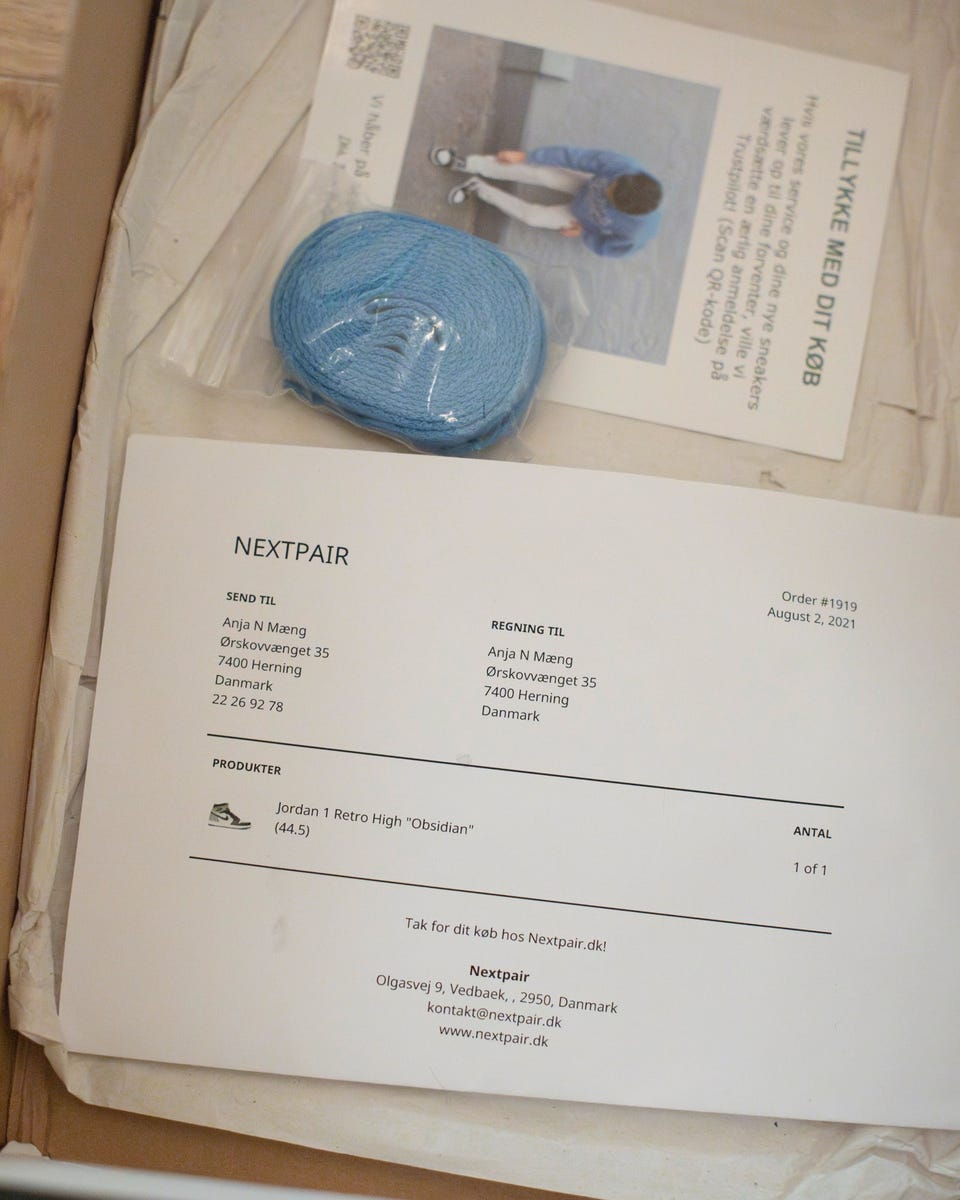 TILLYKKE MED DIT KØB
Hvis vores service og dine nye sneakers
lever op til dine forventer, ville vi
værdsætte en ærlig anmeldelse på
Trustpilot! (Scan QR-kode)
Vi håber på
NEXTPAIR
Order #1919
August 2, 2021
SEND TIL
Anja N Mæng
Ørskovvænget 35
7400 Herning
Danmark
22 26 92 78
REGNING TIL
Anja N Mæng
Ørskovvænget 35
7400 Herning
Danmark
PRODUKTER
ANTAL
Jordan 1 Retro High "Obsidian"
(44.5)
1 of 1
Tak for dit køb hos Nextpair.dk!
Nextpair
Olgasvej 9, Vedbaek, , 2950, Danmark
kontakt@nextpair.dk
www.nextpair.dk